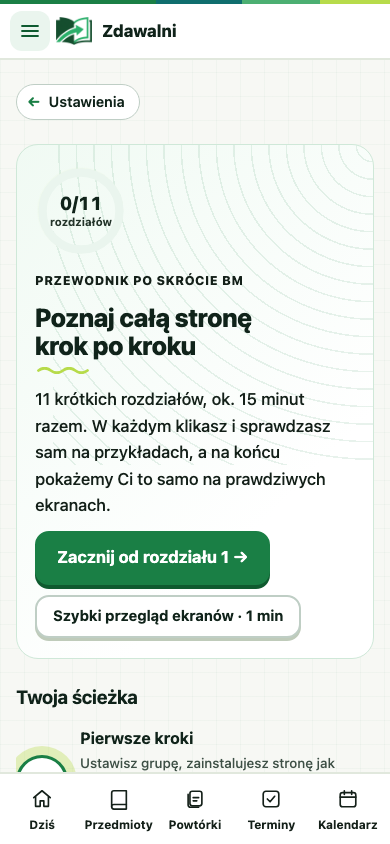 Zdawalni
← Ustawienia
0/11
rozdziałów
PRZEWODNIK PO SKRÓCIE BM
Poznaj całą stronę
krok po kroku
11 krótkich rozdziałów, ok. 15 minut
razem. W każdym klikasz i sprawdzasz
sam na przykładach, a na końcu
pokażemy Ci to samo na prawdziwych
ekranach.
Zacznij od rozdziału 1 →
Szybki przegląd ekranów · 1 min
Twoja ścieżka
Pierwsze kroki
Ustawisz grupę, zainstalujesz stronę jak
Dziś
Przedmioty
Powtórki
Terminy
Kalendarz